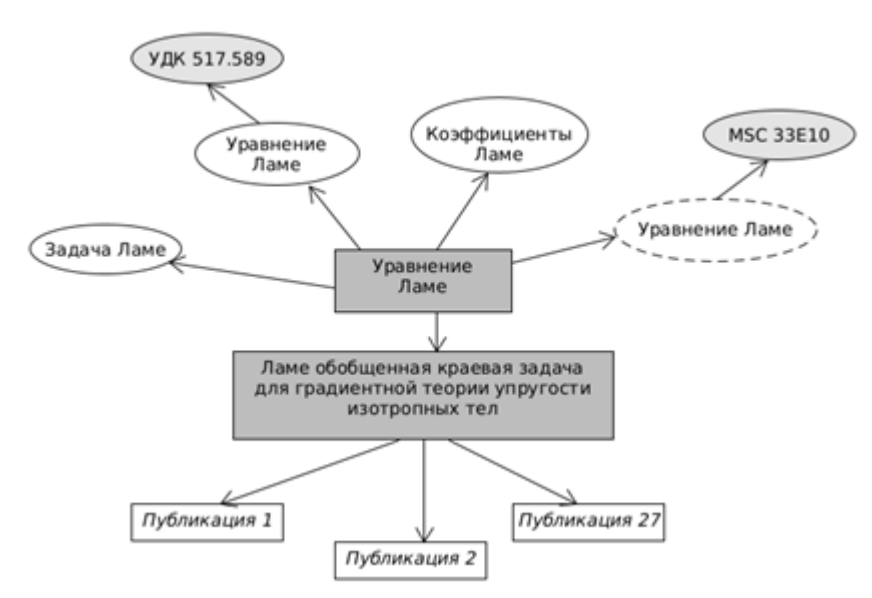 УДК 517.589
Уравнение
Ламе
Коэффициенты
Ламе
MSC 33E10
Уравнение Ламе
Задача Ламе
Уравнение
Ламе
Ламе обобщенная краевая задача
для градиентной теории упругости
изотропных тел
Публикация 1
Публикация 2
Публикация 27